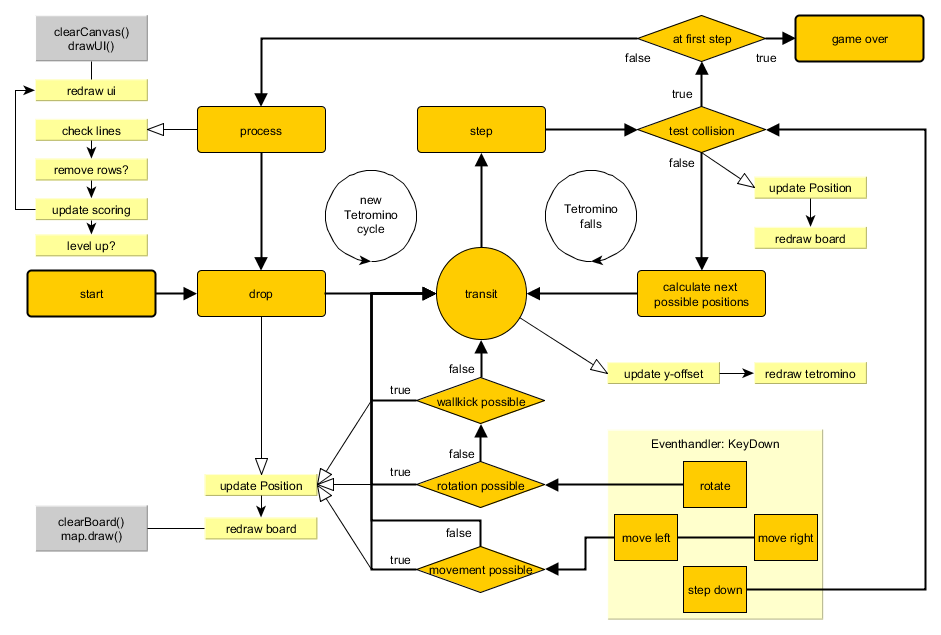 clearCanvas()
drawUI()
at first step
game over
false
true
redraw ui
true
check lines
process
step
test collision
remove rows?
false
update Position
new
Tetromino
cycle
Tetromino
falls
update scoring
redraw board
level up?
start
drop
transit
calculate next
possible positions
false
update y-offset
redraw tetromino
true
wallkick possible
Eventhandler: KeyDown
false
true
update Position
rotation possible
rotate
clearBoard()
map.draw()
redraw board
false
move left
move right
true
movement possible
step down